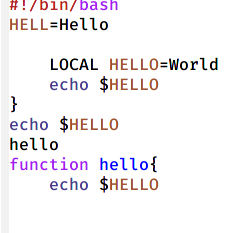 #!/bin/bash
HELL=Hello
LOCAL HELLO=World
echo $HELLO
}
echo $HELLO
hello
function hello{
echo $HELLO